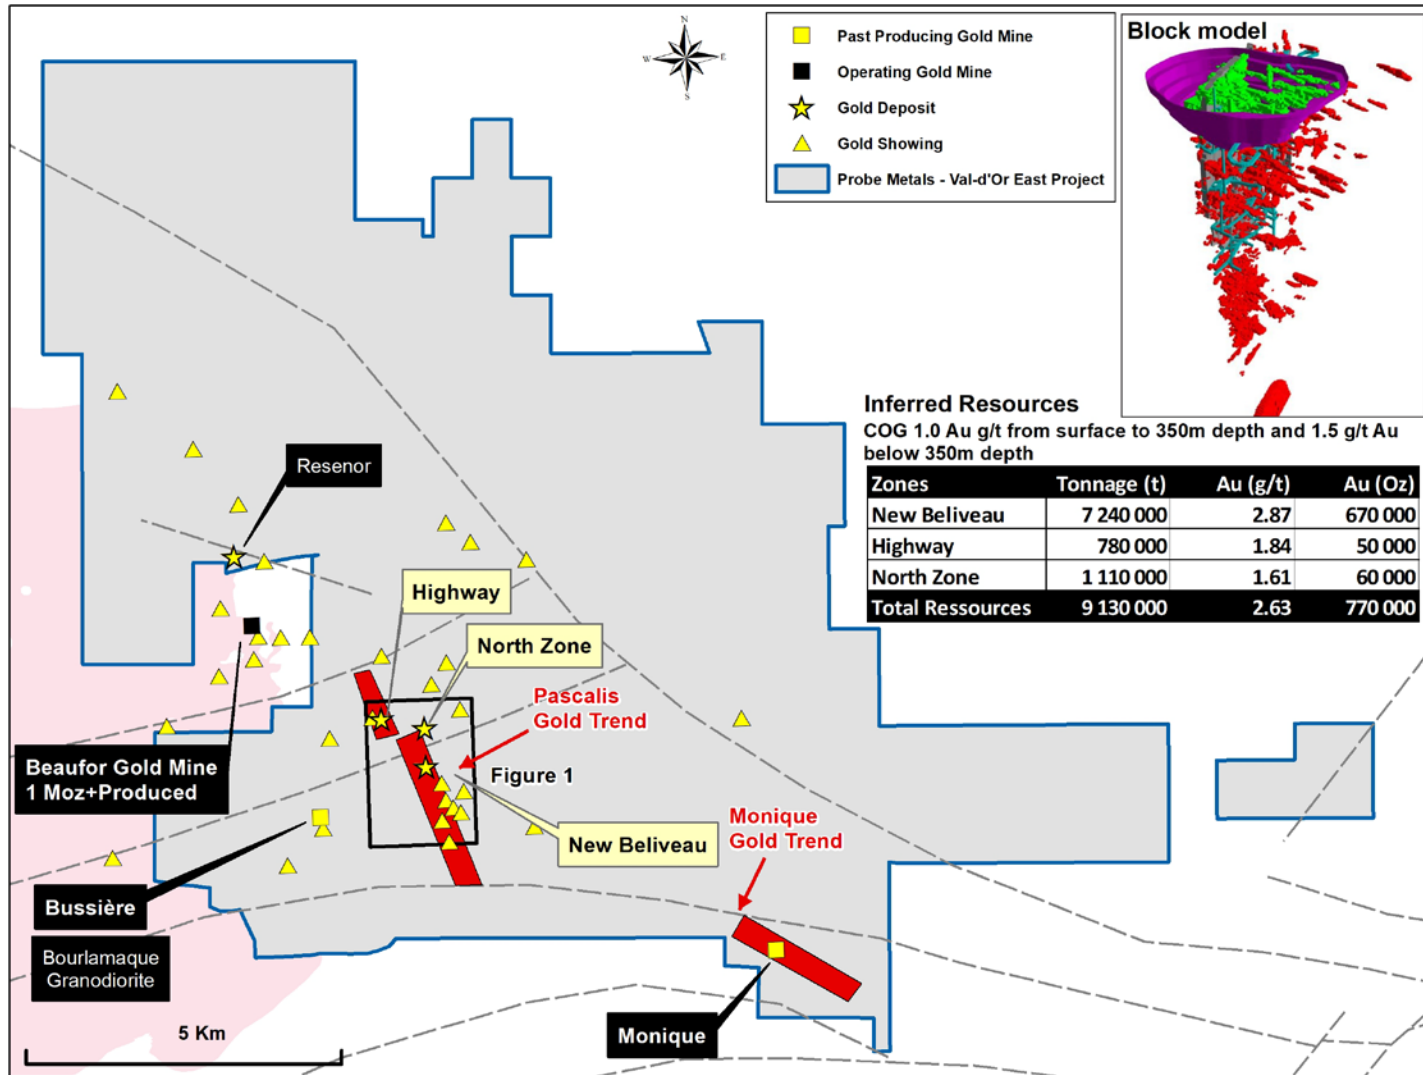 N
W
E
S
Past Producing Gold Mine
Operating Gold Mine
Gold Deposit
Gold Showing
Probe Metals - Val-d'Or East Project
Block model
Inferred Resources
COG 1.0 Au g/t from surface to 350m depth and 1.5 g/t Au
below 350m depth
Zones Tonnage (t) Au (g/t) Au (Oz)
New Beliveau 7 240 000 2.87 670 000
Highway 780 000 1.84 50 000
North Zone 1 110 000 1.61 60 000
Total Ressources 9 130 000 2.63 770 000
Resenor
Highway
North Zone
Pascalis
Gold Trend
Figure 1
Beaufor Gold Mine
1 Moz+Produced
Monique
Gold Trend
New Beliveau
Bussière
Bourlamaque
Granodiorite
5 Km
Monique